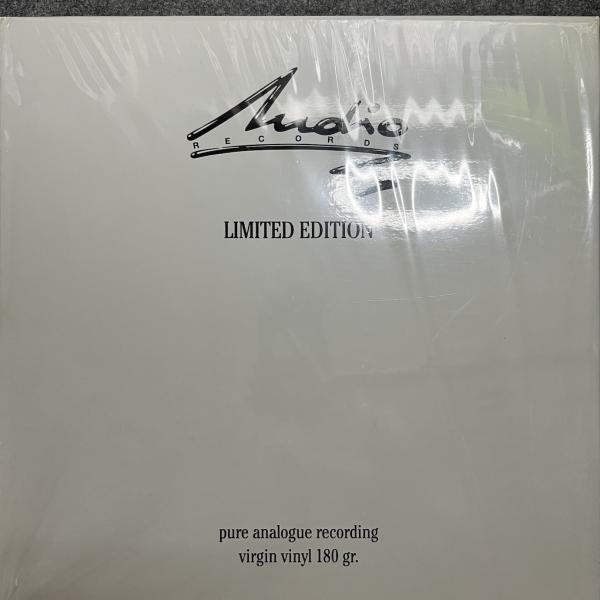 Audio
RECORDS
LIMITED EDITION
pure analogue recording
virgin vinyl 180 gr.